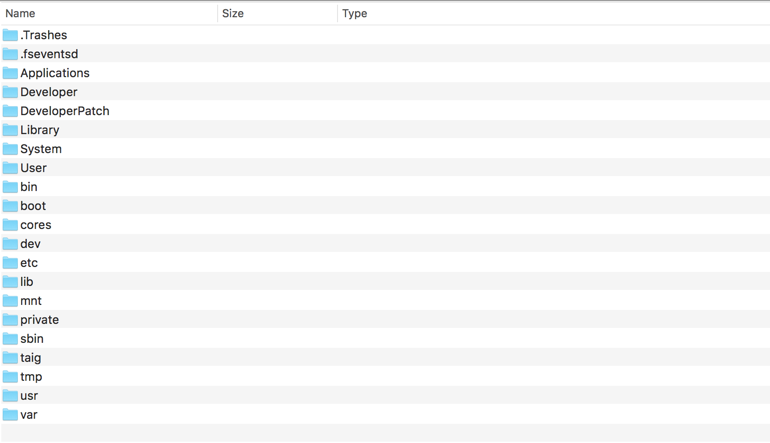 Name Size Type
.Trashes
.fseventsd
Applications
Developer
DeveloperPatch
Library
System
User
bin
boot
cores
dev
etc
lib
mnt
private
sbin
taig
tmp
usr
var